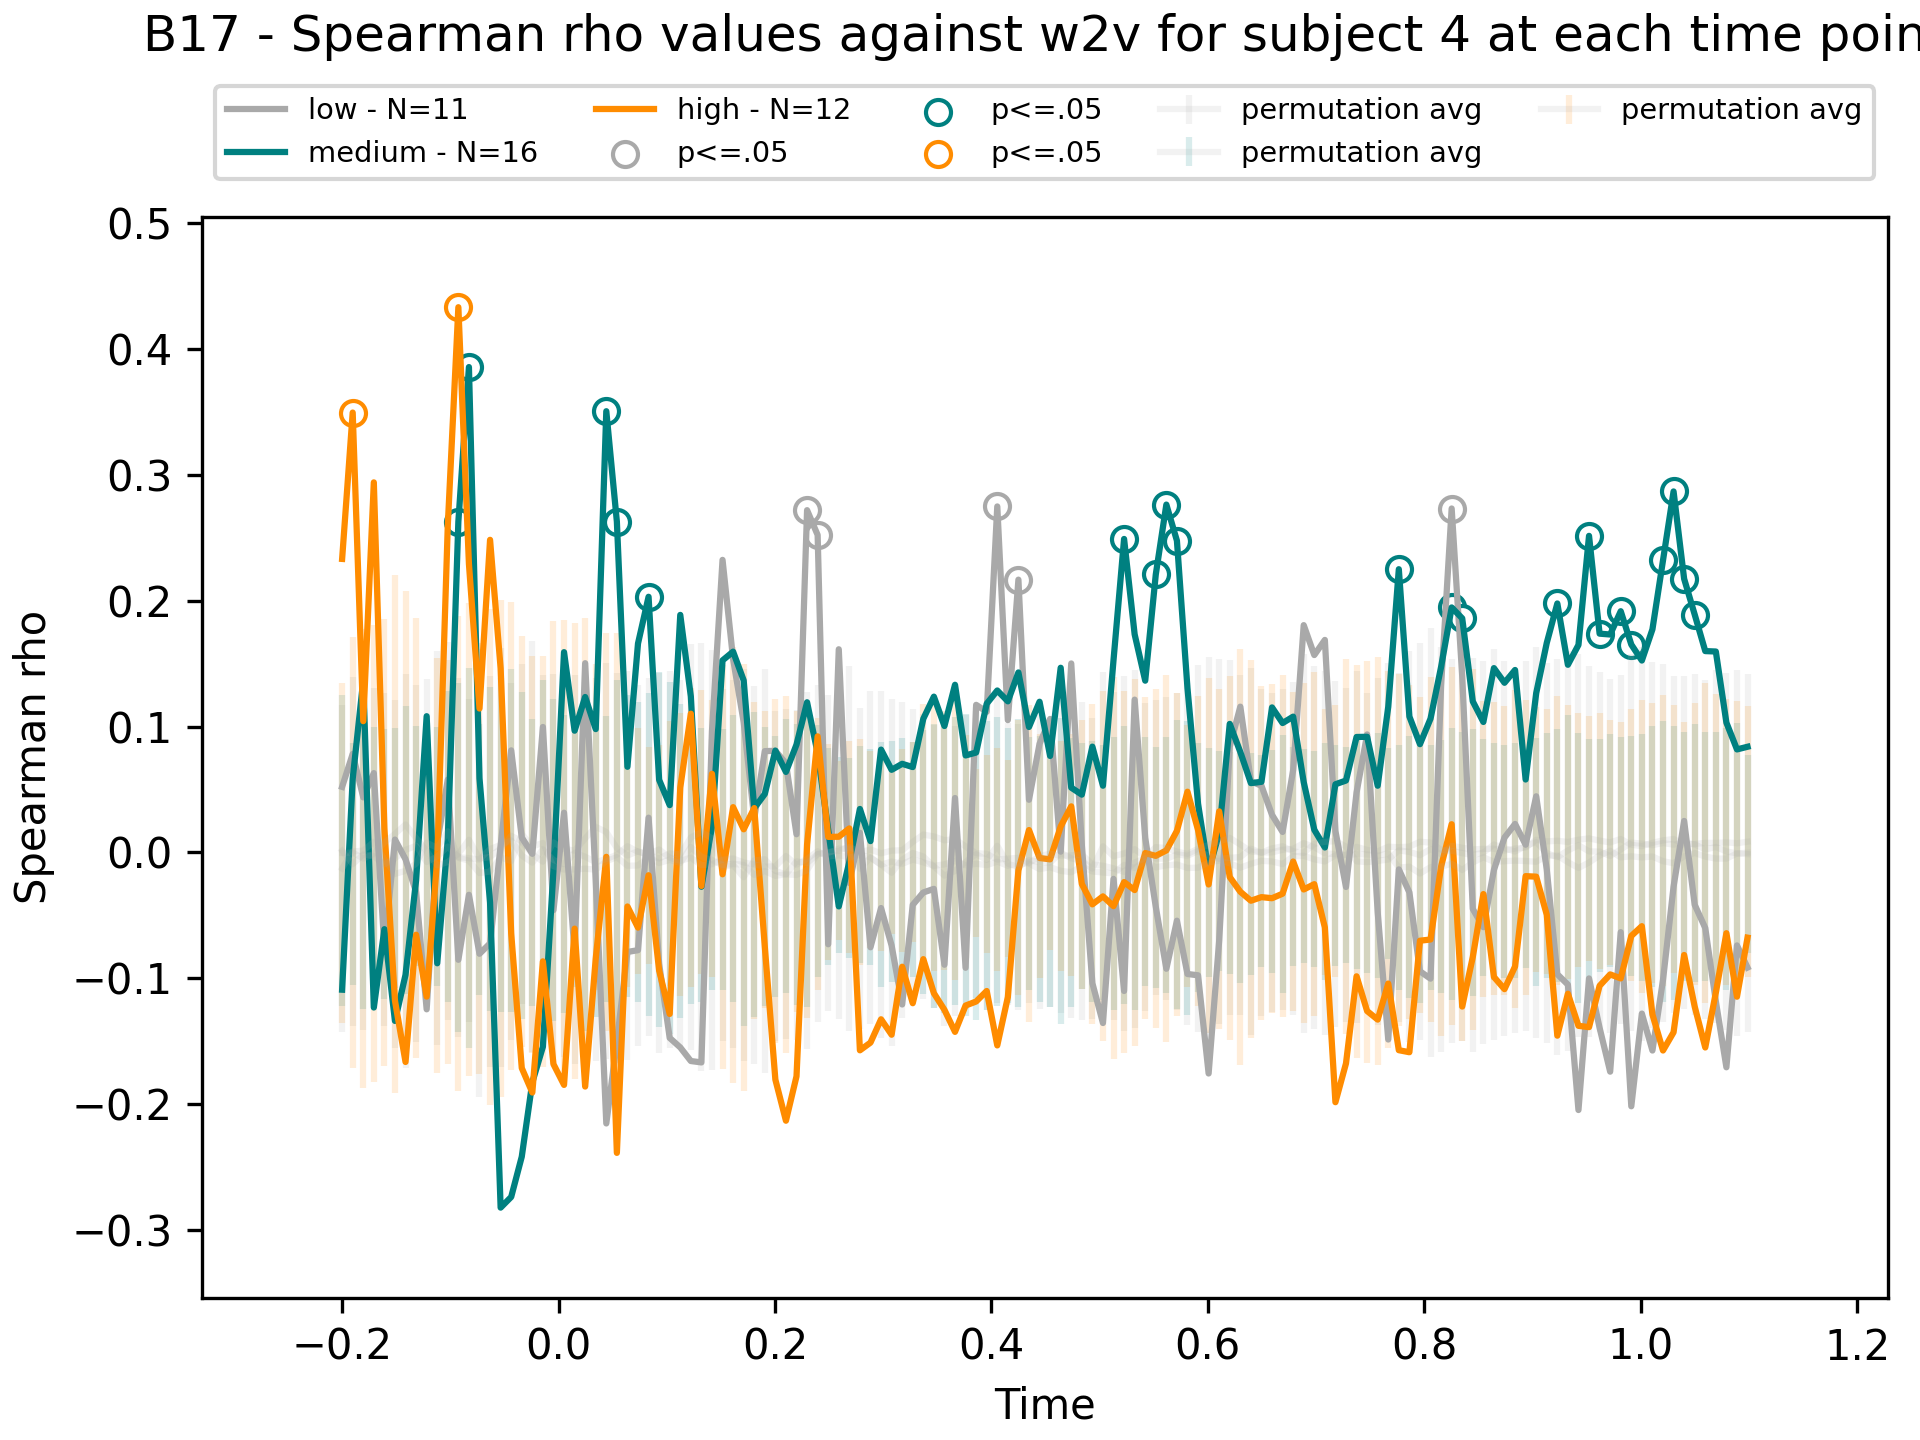 B17 - Spearman rho values against w2v for subject 4 at each time poin
low - N=11
medium - N=16
high - N=12
p<=.05
p<=.05
p<=.05
permutation avg
permutation avg
permutation avg
Spearman rho
0.5
0.4
0.3
0.2
0.1
0.0
−0.1
−0.2
−0.3
−0.2 0.0 0.2 0.4 0.6 0.8 1.0 1.2
Time